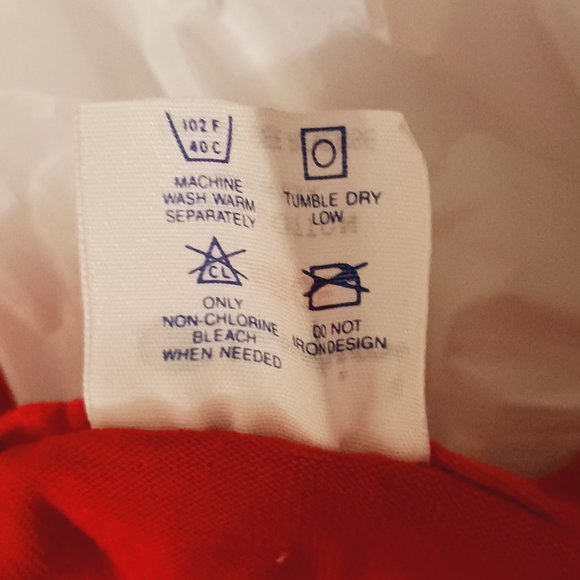 102 F
40 C
MACHINE
WASH WARM
SEPARATELY
TUMBLE DRY
LOW
CL
ONLY
NON-CHLORINE
BLEACH
WHEN NEEDED
DO NOT
IRON DESIGN